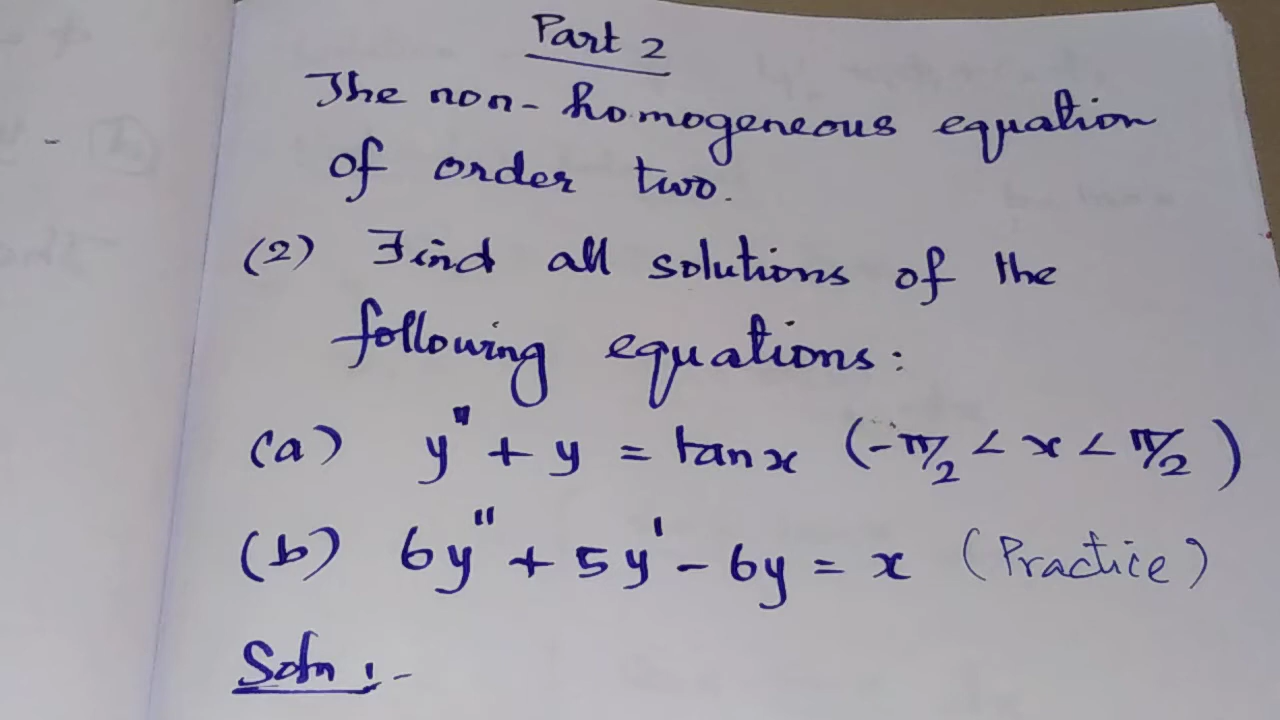 Part 2
The non-homogeneous equation
of order two.
(2) Find all solutions of the
following equations:
(a) y" + y = tan x (-π/2 < x < π/2)
(b) 6y" + 5y' - 6y = x (Practice)
Soln :-